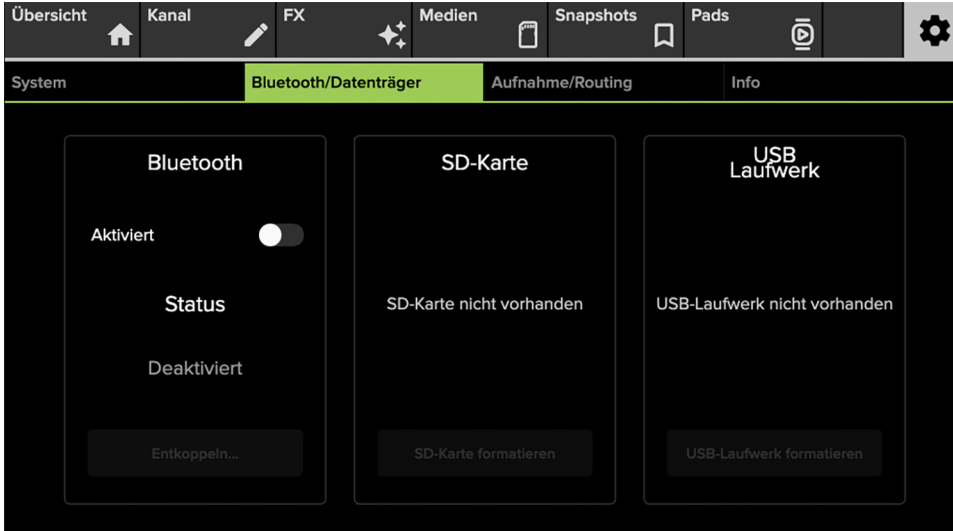 Übersicht
Kanal
FX
Medien
Snapshots
Pads
System
Bluetooth/Datenträger
Aufnahme/Routing
Info
Bluetooth
Aktiviert
Status
Deaktiviert
Entkoppeln...
SD-Karte
SD-Karte nicht vorhanden
SD-Karte formatieren
USB
Laufwerk
USB-Laufwerk nicht vorhanden
USB-Laufwerk formatieren